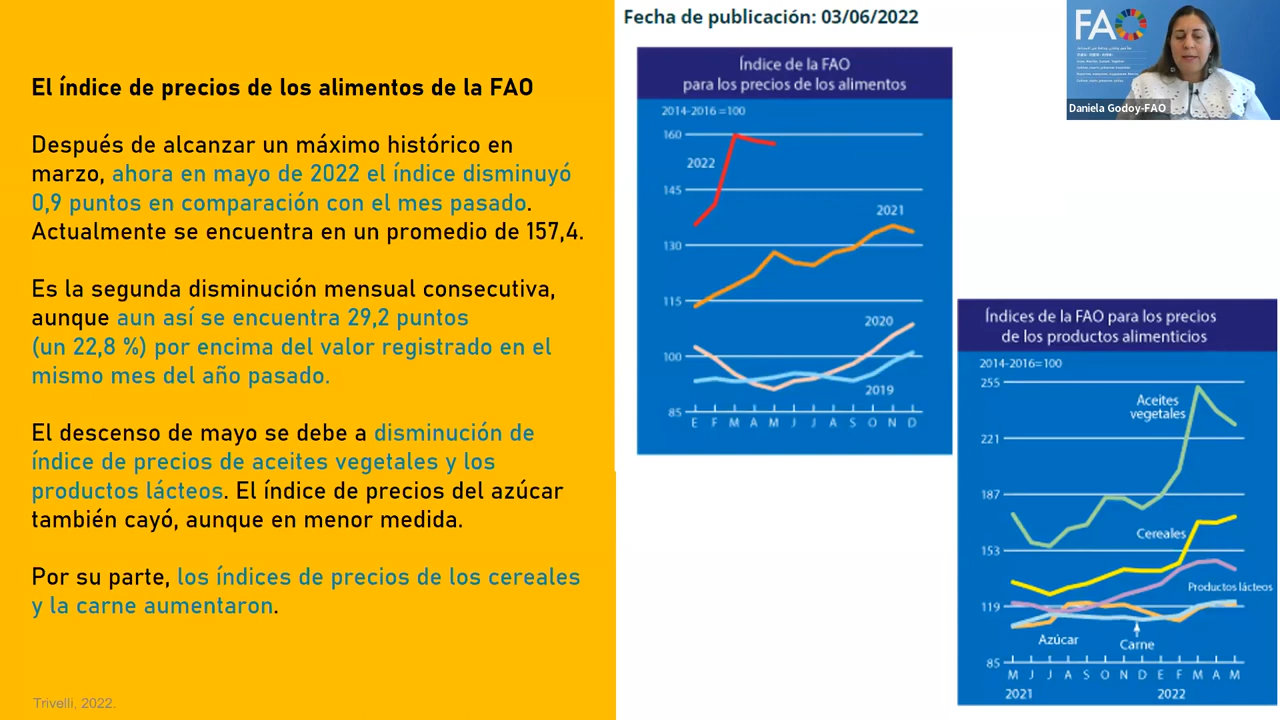 El índice de precios de los alimentos de la FAO
Después de alcanzar un máximo histórico en
marzo, ahora en mayo de 2022 el índice disminuyó
0,9 puntos en comparación con el mes pasado.
Actualmente se encuentra en un promedio de 157,4.
Es la segunda disminución mensual consecutiva,
aunque aun así se encuentra 29,2 puntos
(un 22,8 %) por encima del valor registrado en el
mismo mes del año pasado.
El descenso de mayo se debe a disminución de
índice de precios de aceites vegetales y los
productos lácteos. El índice de precios del azúcar
también cayó, aunque en menor medida.
Por su parte, los índices de precios de los cereales
y la carne aumentaron.
Trivelli, 2022.
Fecha de publicación: 03/06/2022
Índice de la FAO
para los precios de los alimentos
2014-2016 =100
160
2022
145
2021
130
115
2020
100
2019
85
E F M A M J J A S O N D
Índices de la FAO para los precios
de los productos alimenticios
2014-2016=100
255
Aceites
vegetales
221
187
Cereales
153
Productos lácteos
119
Azúcar
Carne
85
M J J A S O N D E F M A M
2021 2022
FAO
Daniela Godoy-FAO